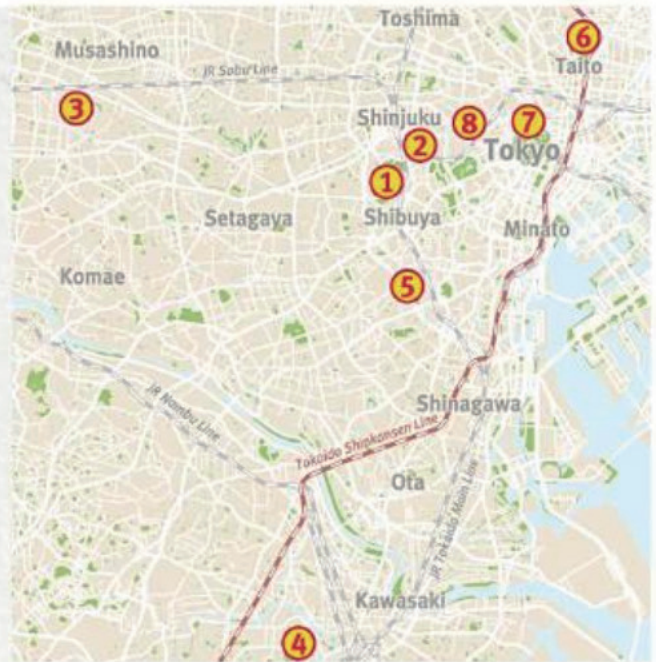 Toshima
6
Musashino
Taito
JR Sobu Line
3
Shinjuku
8
7
2
Tokyo
1
Setagaya
Shibuya
Minato
Komae
5
JR Nambu Line
Shinagawa
Tokaido Shinkansen Line
Ota
JR Tokaido Main Line
Kawasaki
4